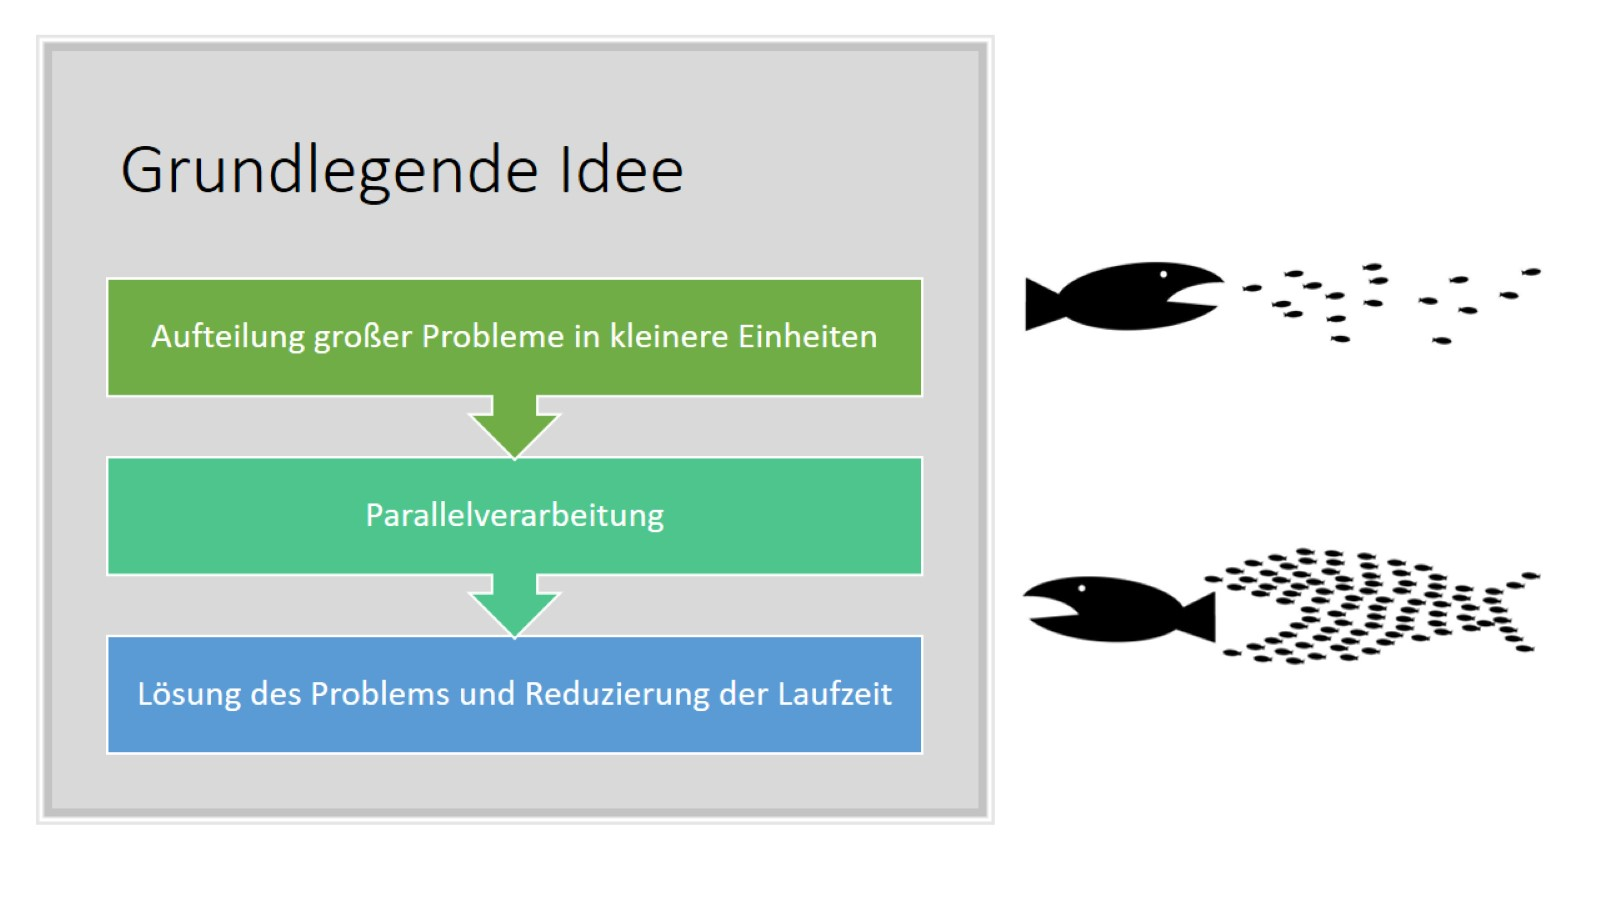 Grundlegende Idee
Aufteilung großer Probleme in kleinere Einheiten
Parallelverarbeitung
Lösung des Problems und Reduzierung der Laufzeit